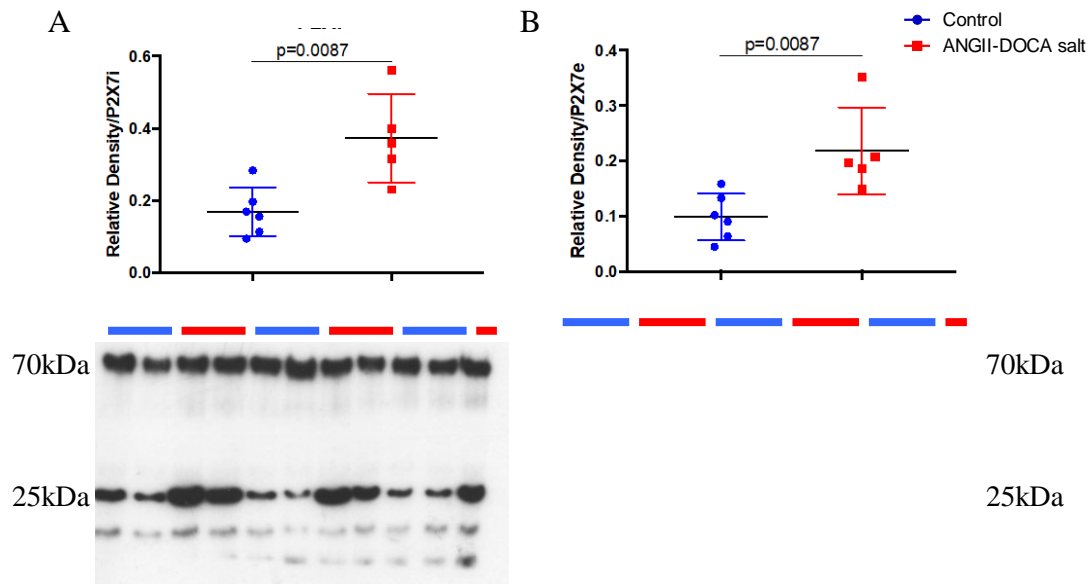 A
p=0.0087
0.6
0.4
0.2
0.0
Relative Density/P2X7i
B
Control
ANGII-DOCA salt
p=0.0087
0.4
0.3
0.2
0.1
0.0
Relative Density/P2X7e
70kDa
25kDa
70kDa
25kDa